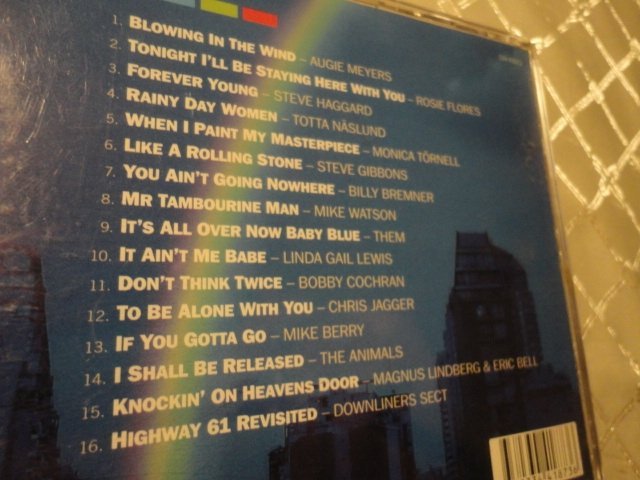 1. BLOWING IN THE WIND – AUGIE MEYERS
2. TONIGHT I'LL BE STAYING HERE WITH YOU – ROSIE FLORES
3. FOREVER YOUNG – STEVE HAGGARD
4. RAINY DAY WOMEN – TOTTA NÄSLUND
5. WHEN I PAINT MY MASTERPIECE – MONICA TÖRNELL
6. LIKE A ROLLING STONE – STEVE GIBBONS
7. YOU AIN'T GOING NOWHERE – BILLY BREMNER
8. MR TAMBOURINE MAN – MIKE WATSON
9. IT'S ALL OVER NOW BABY BLUE – THEM
10. IT AIN'T ME BABE – LINDA GAIL LEWIS
11. DON'T THINK TWICE – BOBBY COCHRAN
12. TO BE ALONE WITH YOU – CHRIS JAGGER
13. IF YOU GOTTA GO – MIKE BERRY
14. I SHALL BE RELEASED – THE ANIMALS
15. KNOCKIN' ON HEAVENS DOOR – MAGNUS LINDBERG & ERIC BELL
16. HIGHWAY 61 REVISITED – DOWNLINERS SECT